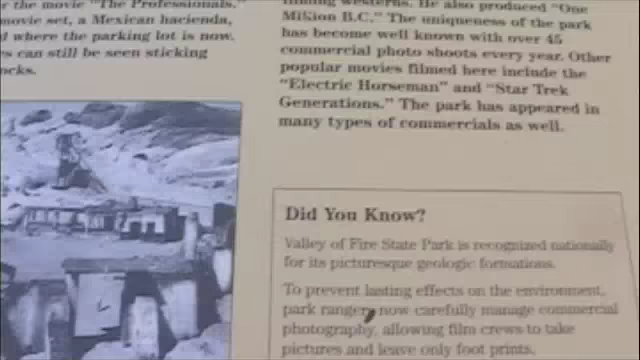 r the movie "The Professionals."
movie set, a Mexican hacienda,
d where the parking lot is now.
es can still be seen sticking
ocks.
filming westerns. He also produced "One
Million B.C." The uniqueness of the park
has become well known with over 45
commercial photo shoots every year. Other
popular movies filmed here include the
"Electric Horseman" and "Star Trek
Generations." The park has appeared in
many types of commercials as well.
Did You Know?
Valley of Fire State Park is recognized nationally
for its picturesque geologic formations.
To prevent lasting effects on the environment,
park rangers now carefully manage commercial
photography, allowing film crews to take
pictures and leave only foot prints.